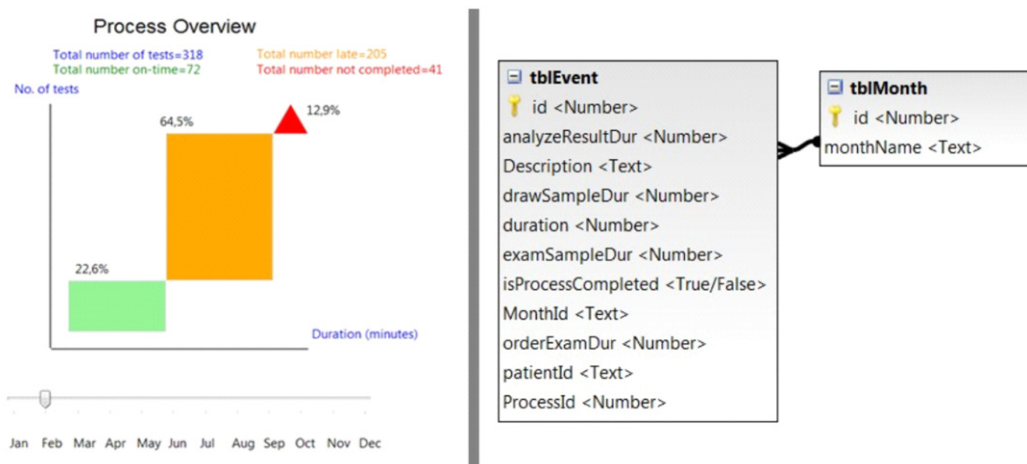 Process Overview
Total number of tests=318
Total number late=205
Total number on-time=72
Total number not completed=41
No. of tests
12,9%
64,5%
22,6%
Duration (minutes)
Jan Feb Mar Apr May Jun Jul Aug Sep Oct Nov Dec
tblEvent
id <Number>
analyzeResultDur <Number>
Description <Text>
drawSampleDur <Number>
duration <Number>
examSampleDur <Number>
isProcessCompleted <True/False>
MonthId <Text>
orderExamDur <Number>
patientId <Text>
ProcessId <Number>
tblMonth
id <Number>
monthName <Text>